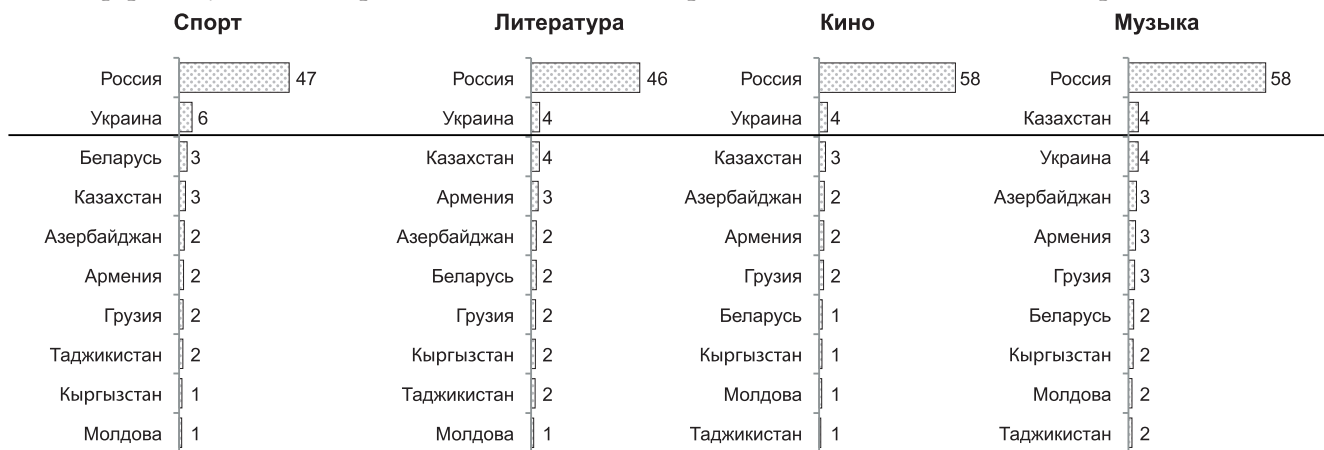 Спорт Литература Кино Музыка
Россия 47 Россия 46 Россия 58 Россия 58
Украина 6 Украина 4 Украина 4 Казахстан 4
Беларусь 3 Казахстан 4 Казахстан 3 Украина 4
Казахстан 3 Армения 3 Азербайджан 2 Азербайджан 3
Азербайджан 2 Азербайджан 2 Армения 2 Армения 3
Армения 2 Беларусь 2 Грузия 2 Грузия 3
Грузия 2 Грузия 2 Беларусь 1 Беларусь 2
Таджикистан 2 Кыргызстан 2 Кыргызстан 1 Кыргызстан 2
Кыргызстан 1 Таджикистан 2 Молдова 1 Молдова 2
Молдова 1 Молдова 1 Таджикистан 1 Таджикистан 2